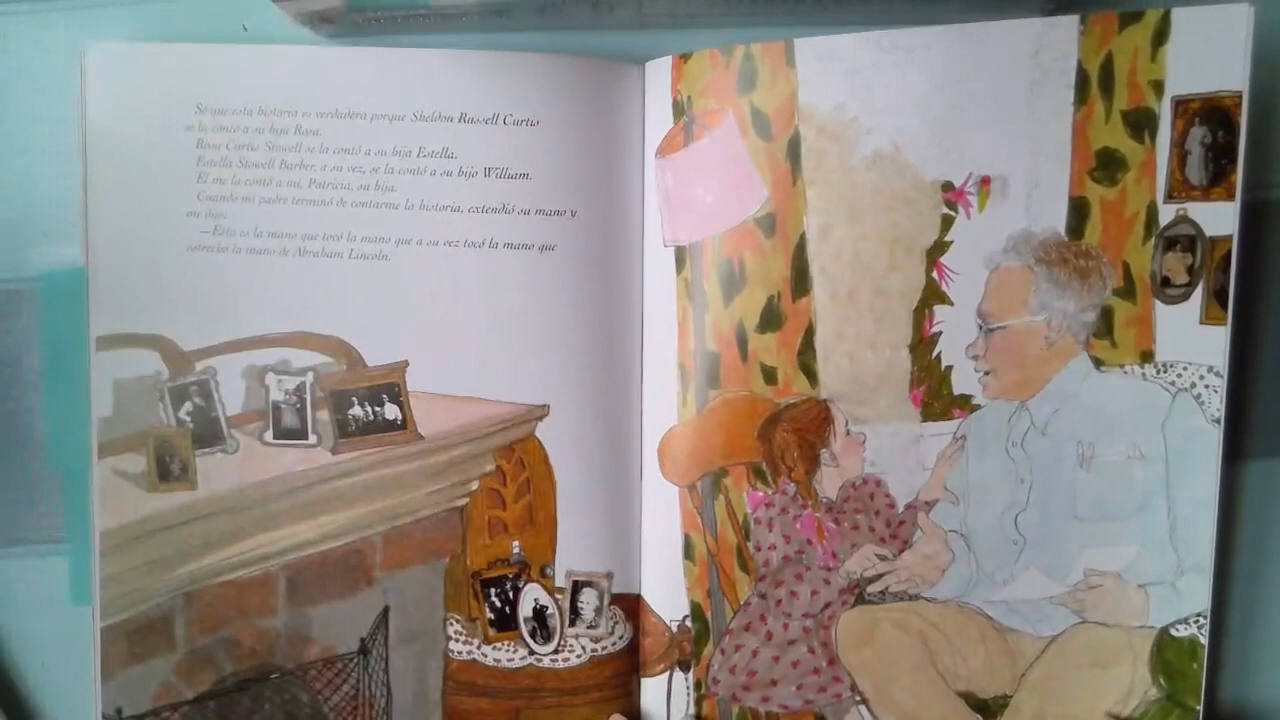 Sé que esta historia es verdadera porque Sheldon Russell Curtis
se la contó a su hija Rosa.
Rosa Curtis Stowell se la contó a su hija Estella.
Estella Stowell Barber, a su vez, se la contó a su hijo William.
Él me la contó a mí, Patricia, su hija.
Cuando mi padre terminó de contarme la historia, extendió su mano y
me dijo:
—Ésta es la mano que tocó la mano que a su vez tocó la mano que
estrechó la mano de Abraham Lincoln.